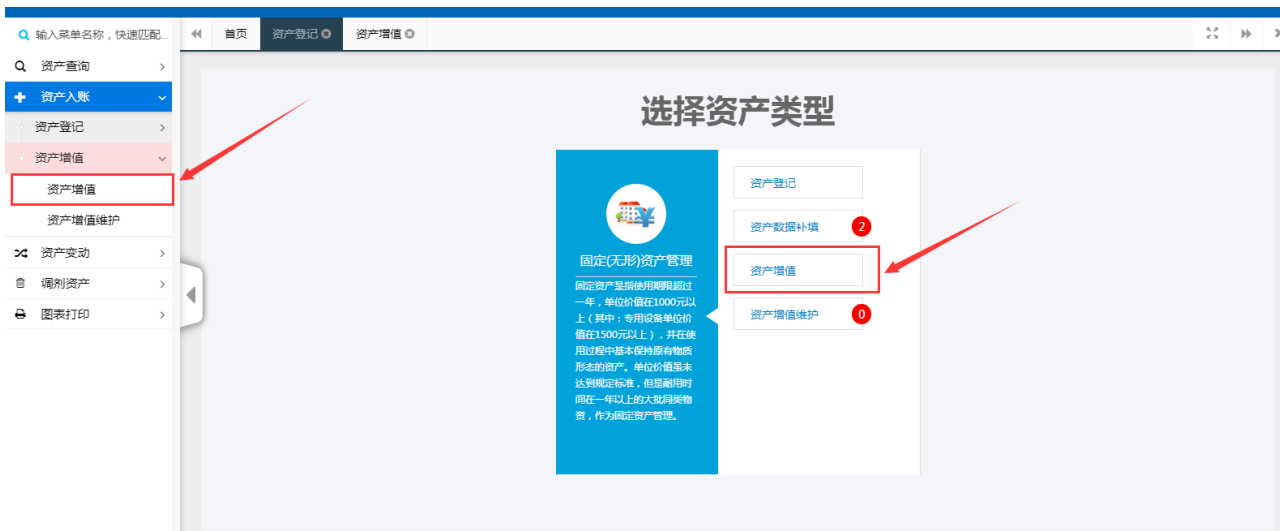 输入菜单名称，快速匹配...
首页
资产登记
资产增值
资产查询
资产入账
资产登记
资产增值
资产增值
资产增值维护
资产变动
调剂资产
图表打印
选择资产类型
固定(无形)资产管理
固定资产是指使用期限超过
一年，单位价值在1000元以
上（其中：专用设备单位价
值在1500元以上），并在使
用过程中基本保持原有物质
形态的资产。单位价值虽未
达到规定标准，但是耐用时
间在一年以上的大批同类物
资，作为固定资产管理。
资产登记
资产数据补填 2
资产增值
资产增值维护 0